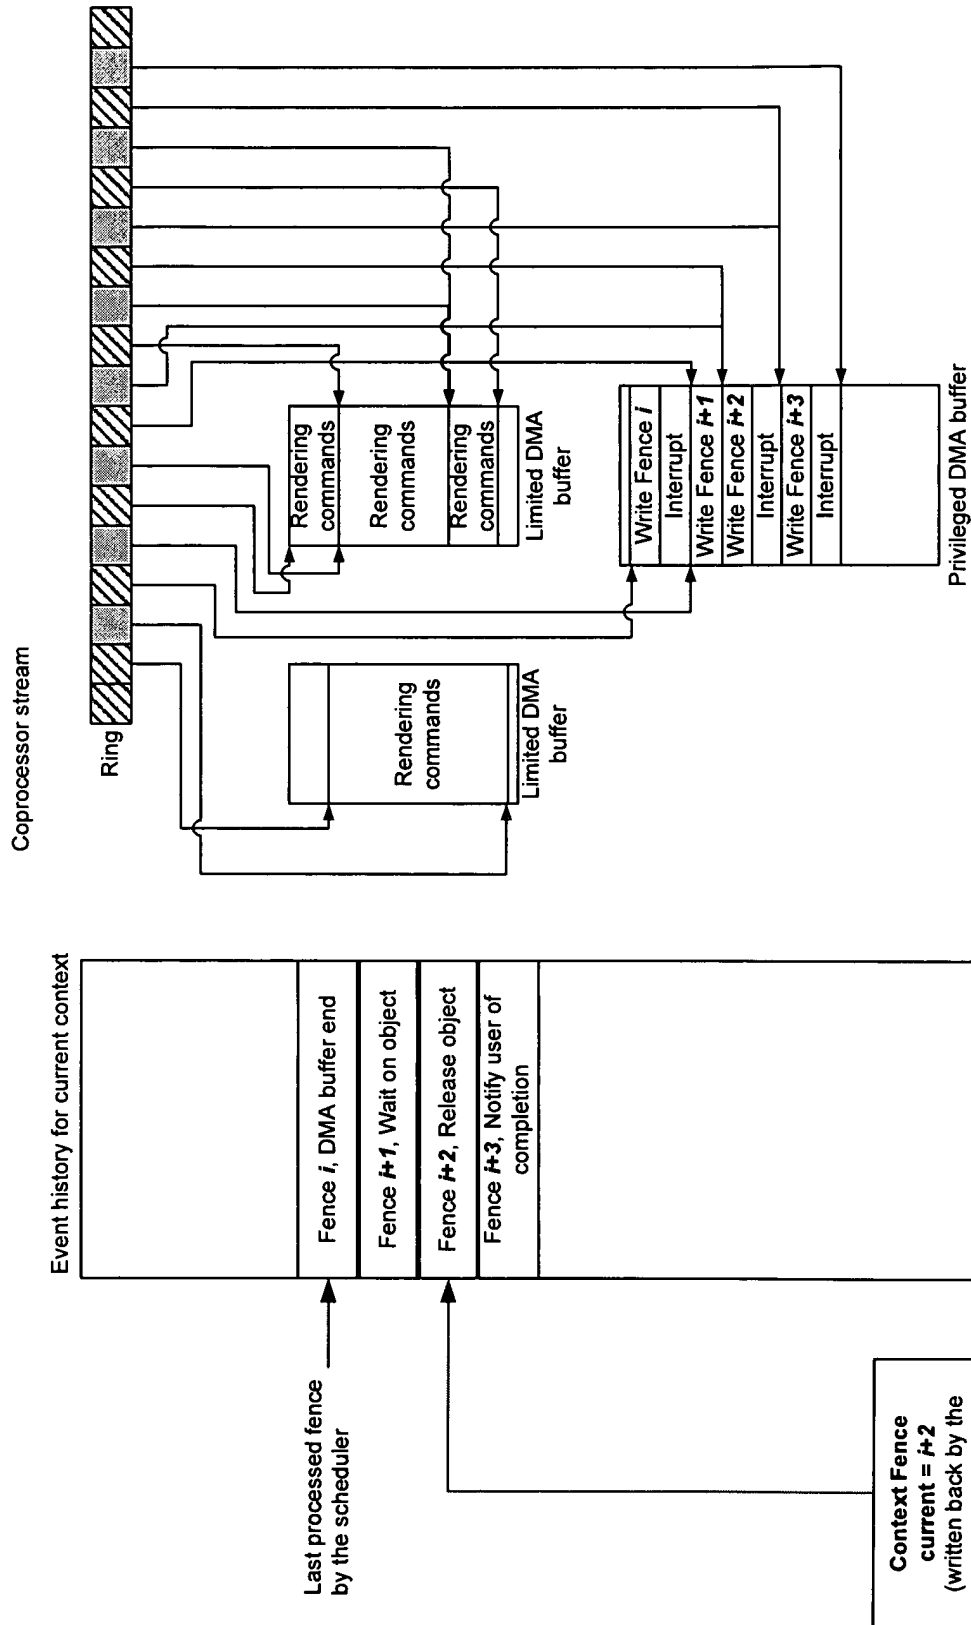 Coprocessor stream
Ring
Rendering
commands
Limited DMA
buffer
Rendering
commands
Rendering
commands
Rendering
commands
Limited DMA
buffer
Write Fence i
Interrupt
Write Fence i+1
Write Fence i+2
Interrupt
Write Fence i+3
Interrupt
Privileged DMA buffer
Event history for current context
Fence i, DMA buffer end
Fence i+1, Wait on object
Fence i+2, Release object
Fence i+3, Notify user of
completion
Last processed fence
by the scheduler
Context Fence
current = i+2
(written back by the